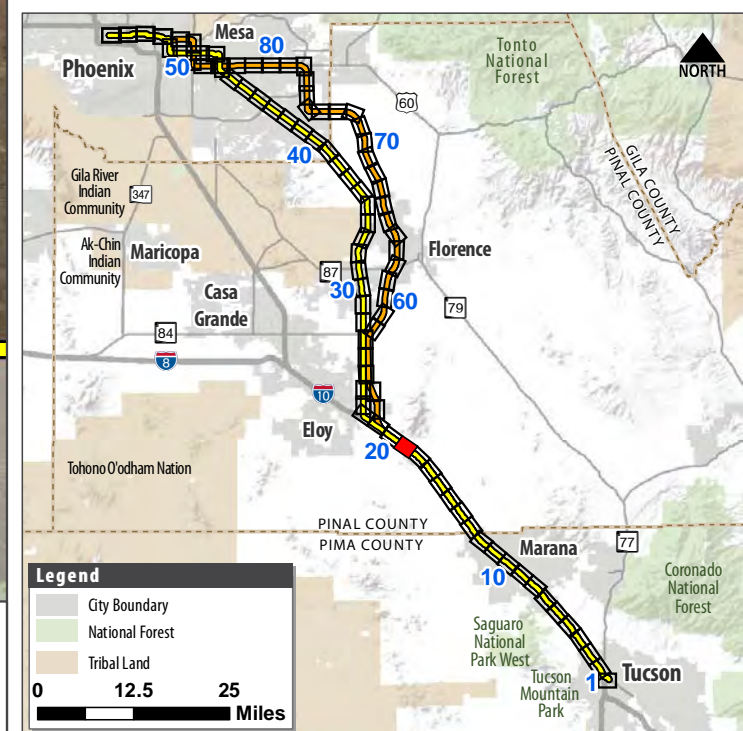 Mesa
80
Phoenix
50
Tonto
National
Forest
NORTH
60
70
40
GILA COUNTY
PINAL COUNTY
Gila River
Indian
Community
347
Ak-Chin
Indian
Community
Maricopa
Florence
87
30
60
Casa
Grande
79
84
8
10
Eloy
20
Tohono O'odham Nation
PINAL COUNTY
PIMA COUNTY
Marana
77
10
Coronado
National
Forest
Saguaro
National
Park West
Tucson
Mountain
Park
1
Tucson
Legend
City Boundary
National Forest
Tribal Land
0 12.5 25
Miles